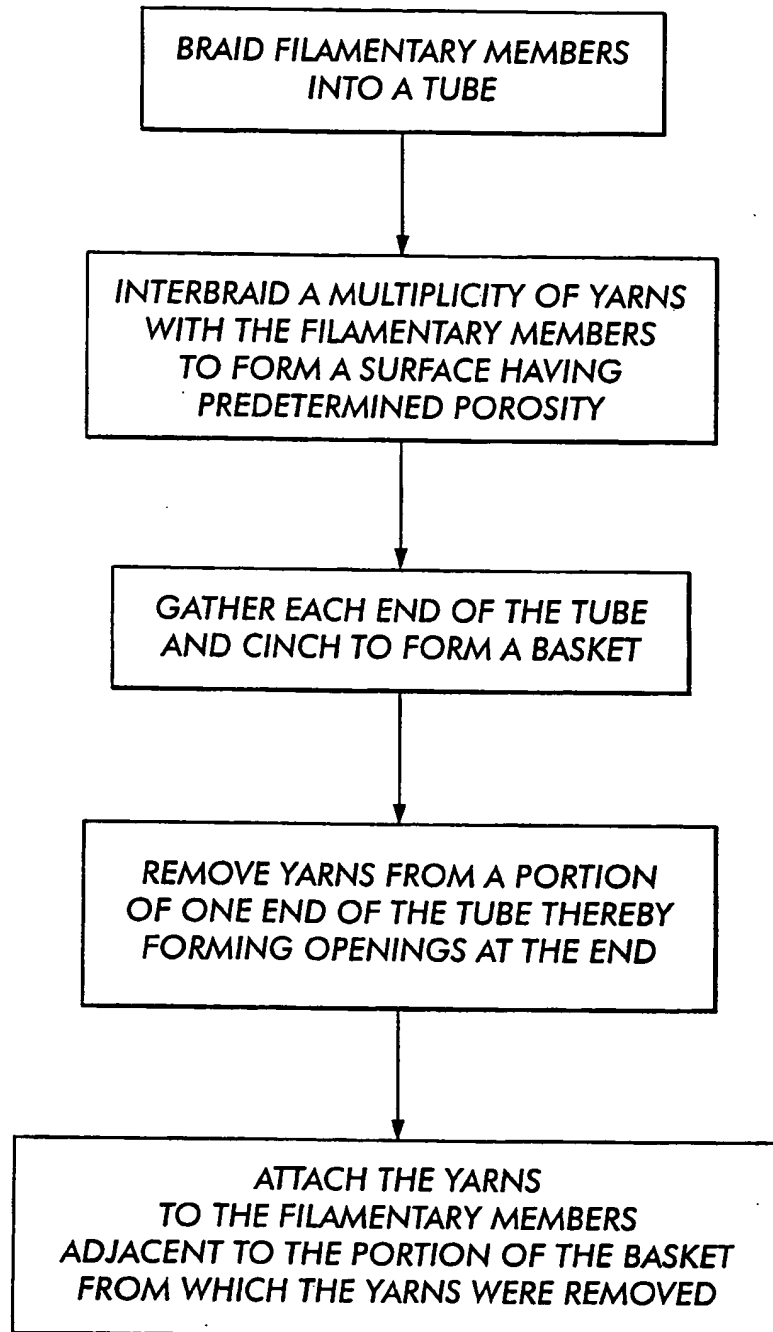 BRAID FILAMENTARY MEMBERS
INTO A TUBE
INTERBRAID A MULTIPLICITY OF YARNS
WITH THE FILAMENTARY MEMBERS
TO FORM A SURFACE HAVING
PREDETERMINED POROSITY
GATHER EACH END OF THE TUBE
AND CINCH TO FORM A BASKET
REMOVE YARNS FROM A PORTION
OF ONE END OF THE TUBE THEREBY
FORMING OPENINGS AT THE END
ATTACH THE YARNS
TO THE FILAMENTARY MEMBERS
ADJACENT TO THE PORTION OF THE BASKET
FROM WHICH THE YARNS WERE REMOVED